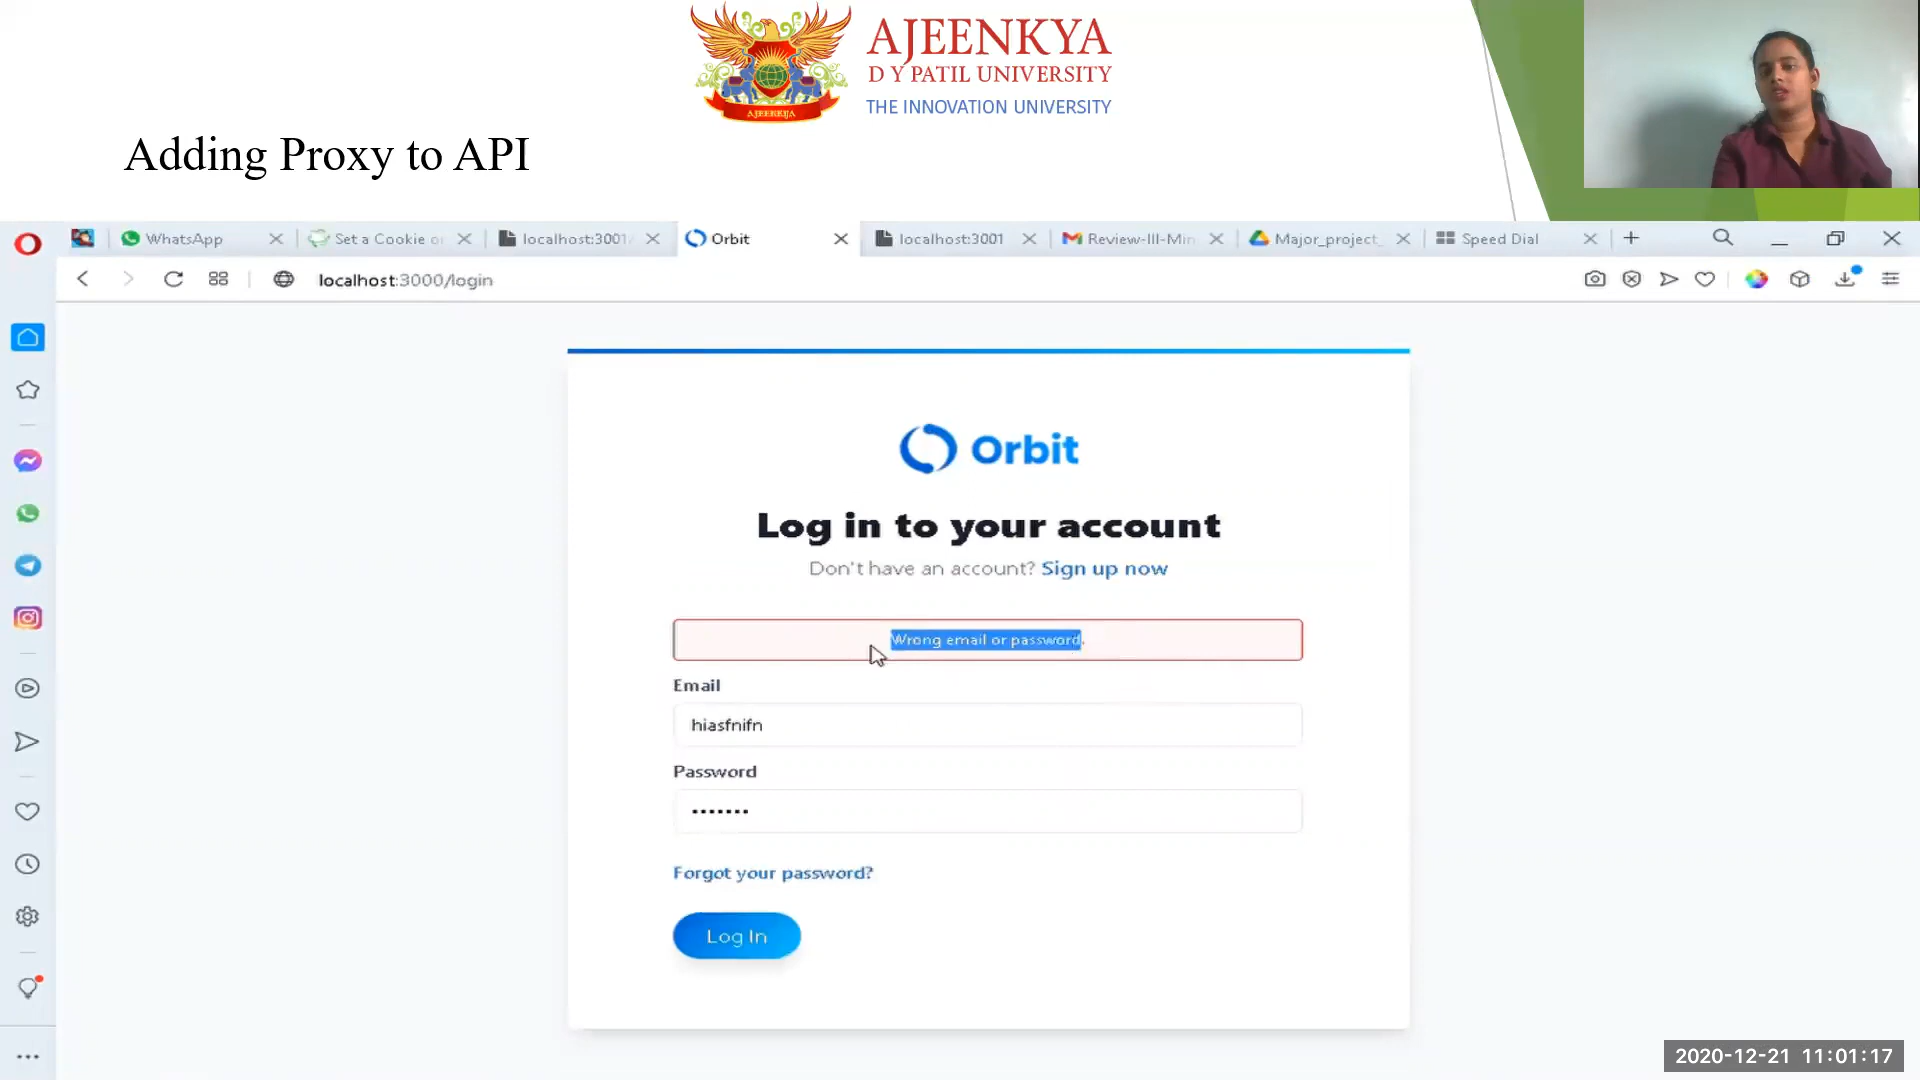 AJEENKYA
D Y PATIL UNIVERSITY
THE INNOVATION UNIVERSITY
AJEENKYA
Adding Proxy to API
WhatsApp
Set a Cookie or
localhost:3001/
Orbit
localhost:3001
Review-III-Min
Major_project_
Speed Dial
localhost:3000/login
Orbit
Log in to your account
Don't have an account? Sign up now
Wrong email or password.
Email
hiasfnifn
Password
•••••••
Forgot your password?
Log In
2020-12-21 11:01:17